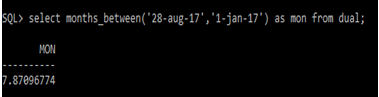 SQL> select months_between('28-aug-17','1-jan-17') as mon from dual;
MON
----------
7.87096774